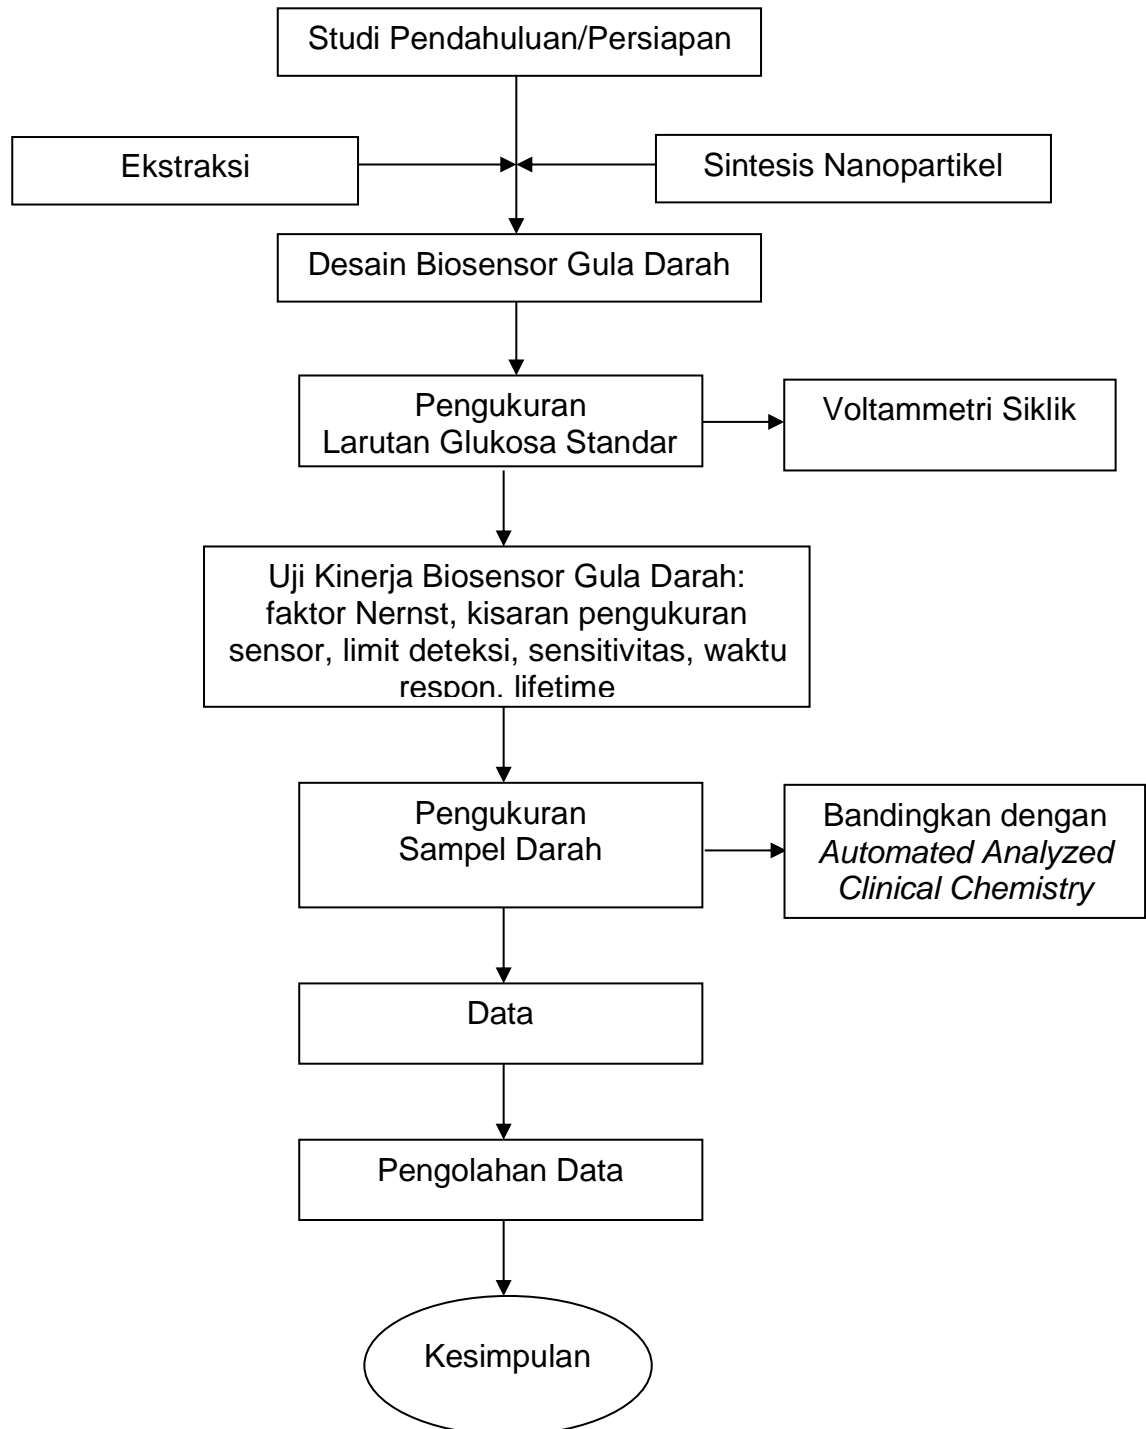 Studi Pendahuluan/Persiapan
Ekstraksi
Sintesis Nanopartikel
Desain Biosensor Gula Darah
Pengukuran
Larutan Glukosa Standar
Voltammetri Siklik
Uji Kinerja Biosensor Gula Darah:
faktor Nernst, kisaran pengukuran
sensor, limit deteksi, sensitivitas, waktu
respon, lifetime
Pengukuran
Sampel Darah
Bandingkan dengan
Automated Analyzed
Clinical Chemistry
Data
Pengolahan Data
Kesimpulan